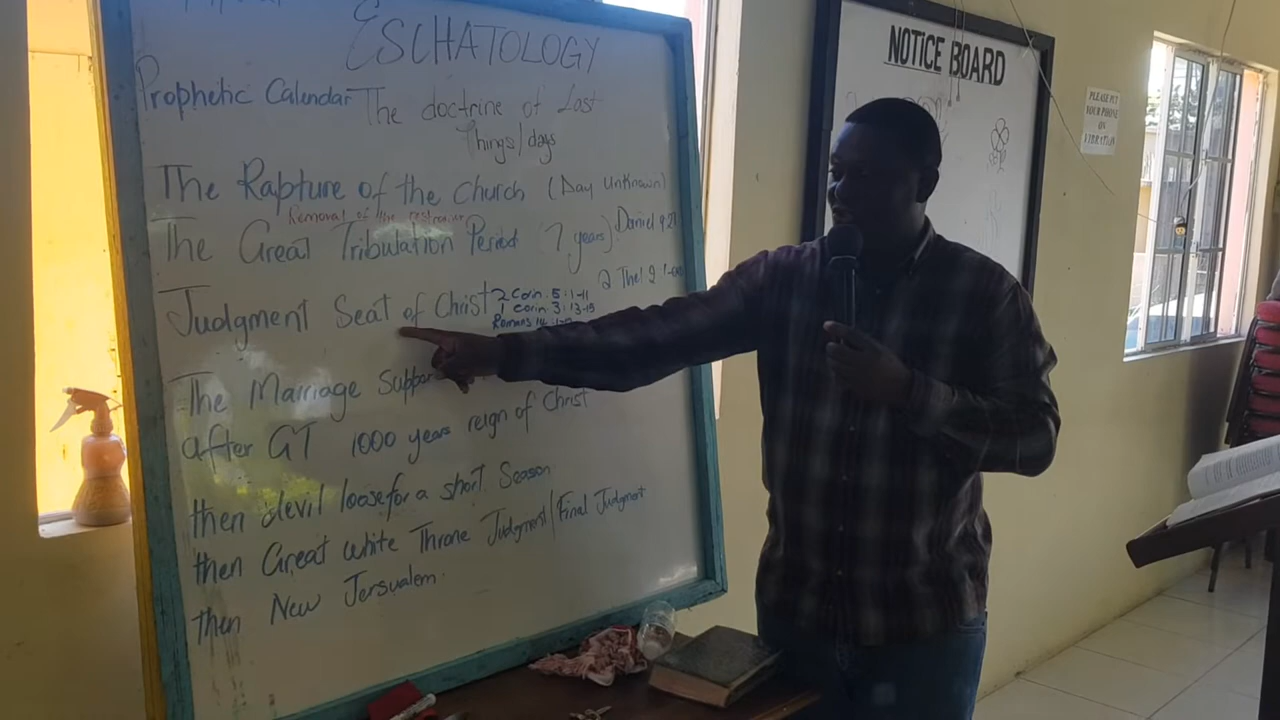 ESCHATOLOGY
Prophetic Calendar The doctrine of Last
Things/days
The Rapture of the Church (Day Unknown)
Removal of the restrainer
The Great Tribulation Period (7 years) Daniel 9:27
2 Thel 2
Judgment Seat of Christ 2 Corin. 5:1-11
1 Corin 3:13-15
Romans 14:
The Marriage Supper
after GT 1000 years reign of Christ
then devil loose for a short Season
then Great White Throne Judgment/Final Judgment
then New Jersualem.
NOTICE BOARD
PLEASE PUT
YOUR PHONE
ON
VIBRATION